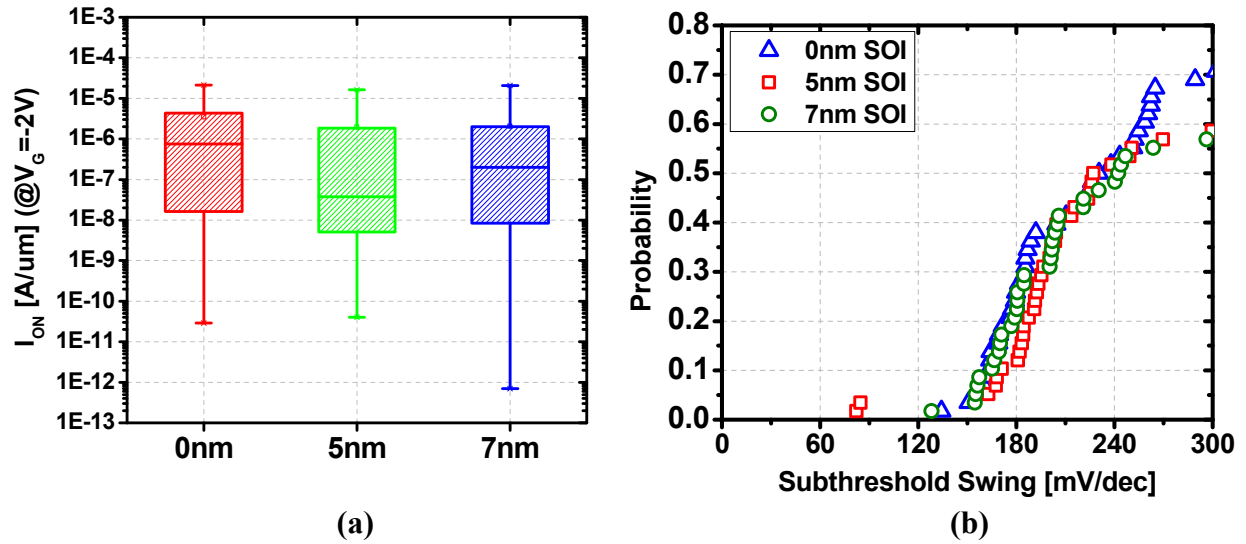 1E-3
1E-4
1E-5
1E-6
1E-7
1E-8
1E-9
1E-10
1E-11
1E-12
1E-13
I_ON [A/um] (@V_G=-2V)
0nm 5nm 7nm
(a)
0.8
0.7
0.6
0.5
0.4
0.3
0.2
0.1
0.0
Probability
0nm SOI
5nm SOI
7nm SOI
0 60 120 180 240 300
Subthreshold Swing [mV/dec]
(b)